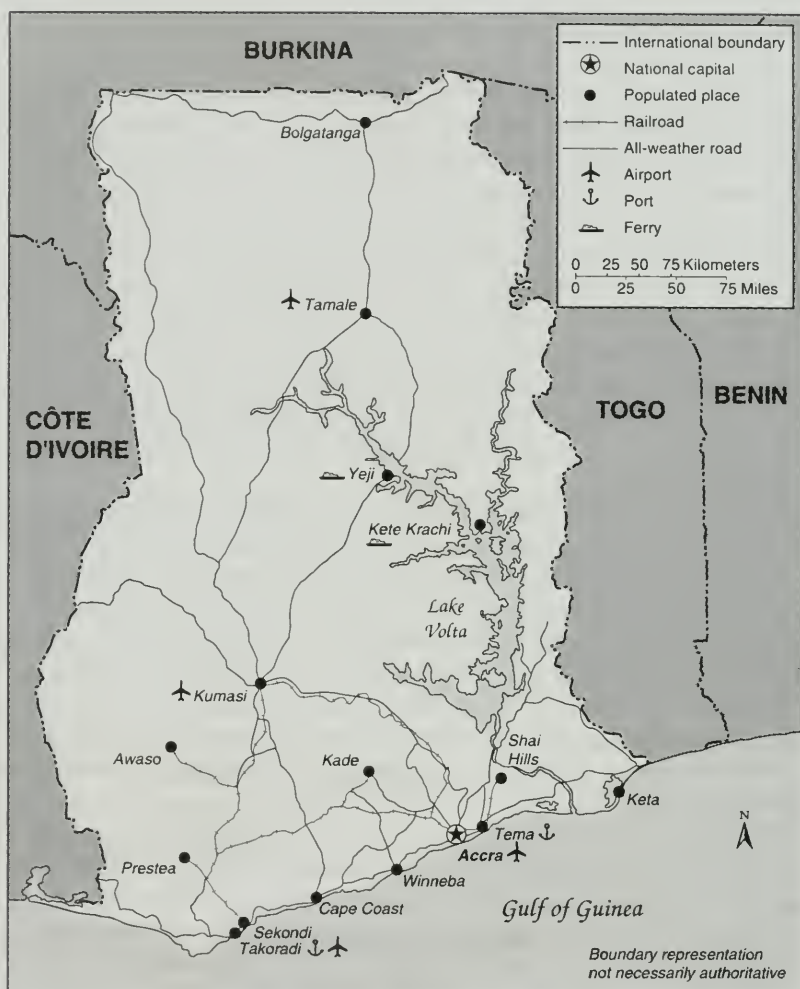 BURKINA
International boundary
National capital
Populated place
Railroad
All-weather road
Airport
Port
Ferry
0 25 50 75 Kilometers
0 25 50 75 Miles
Bolgatanga
Tamale
CÔTE
D'IVOIRE
TOGO
BENIN
Yeji
Kete Krachi
Lake
Volta
Kumasi
Awaso
Kade
Shai
Hills
Keta
Tema
Accra
Prestea
Winneba
Cape Coast
Sekondi
Takoradi
Gulf of Guinea
N
Boundary representation
not necessarily authoritative